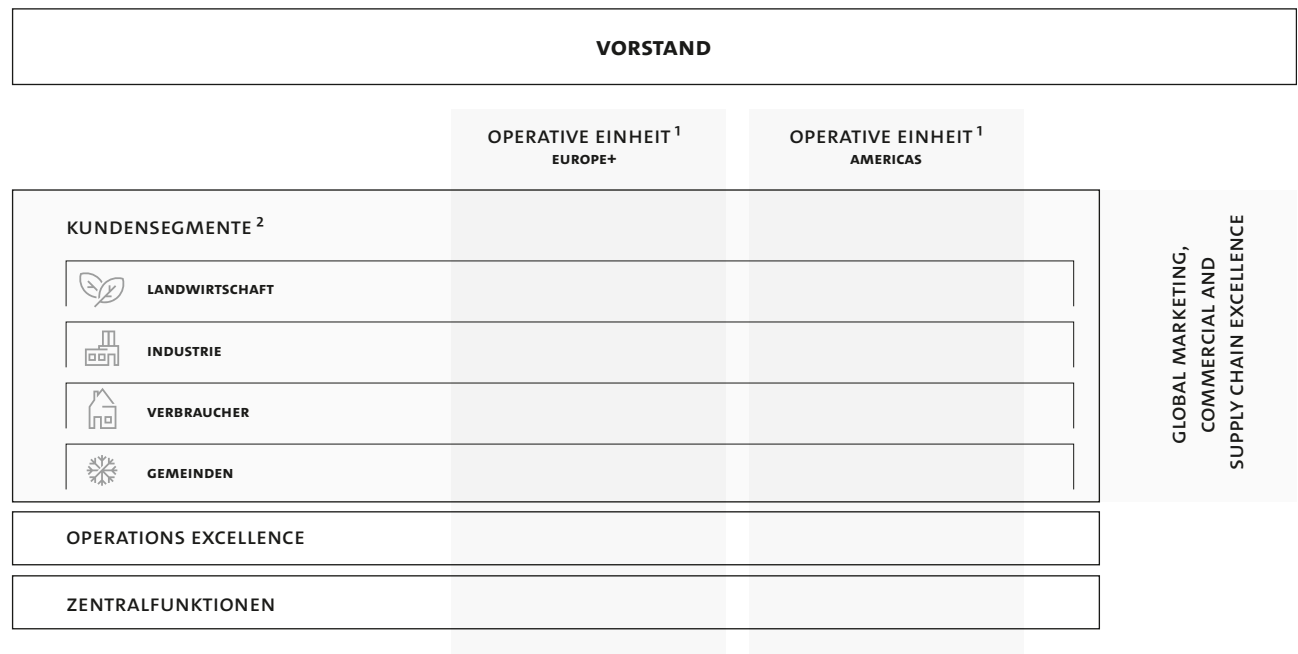 VORSTAND
OPERATIVE EINHEIT 1
EUROPE+
OPERATIVE EINHEIT 1
AMERICAS
KUNDENSEGMENTE 2
LANDWIRTSCHAFT
INDUSTRIE
VERBRAUCHER
GEMEINDEN
GLOBAL MARKETING,
COMMERCIAL AND
SUPPLY CHAIN EXCELLENCE
OPERATIONS EXCELLENCE
ZENTRALFUNKTIONEN